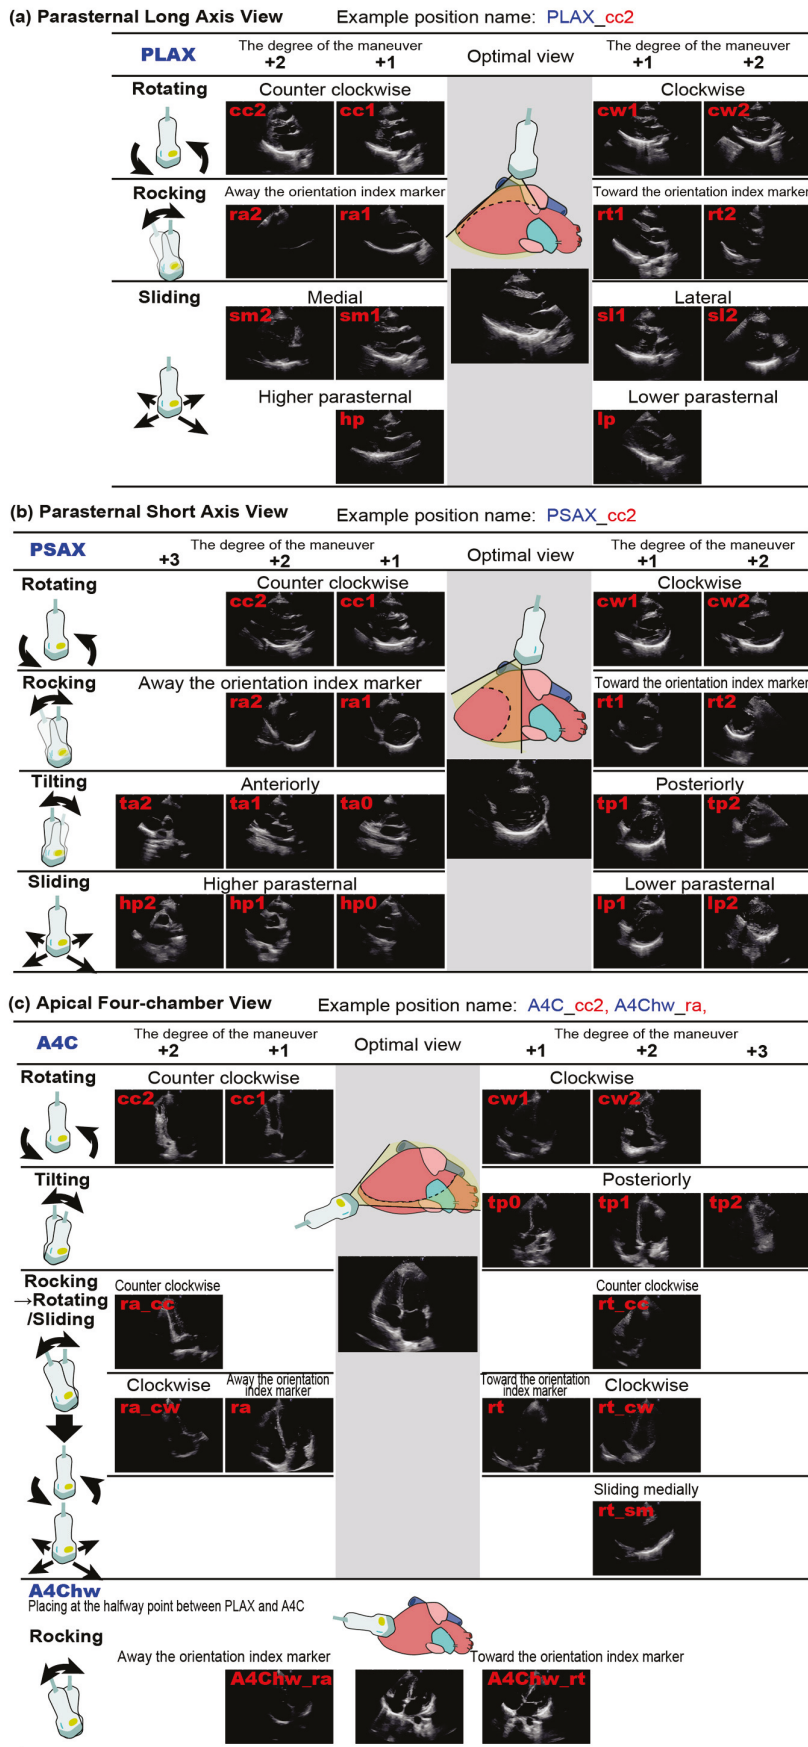 (a) Parasternal Long Axis View Example position name: PLAX_cc2
PLAX The degree of the maneuver Optimal view The degree of the maneuver
+2 +1 +1 +2
Rotating Counter clockwise Clockwise
cc2 cc1 cw1 cw2
Rocking Away the orientation index marker Toward the orientation index marker
ra2 ra1 rt1 rt2
Sliding Medial Lateral
sm2 sm1 sl1 sl2
Higher parasternal Lower parasternal
hp lp
(b) Parasternal Short Axis View Example position name: PSAX_cc2
PSAX The degree of the maneuver Optimal view The degree of the maneuver
+3 +2 +1 +1 +2
Rotating Counter clockwise Clockwise
cc2 cc1 cw1 cw2
Rocking Away the orientation index marker Toward the orientation index marker
ra2 ra1 rt1 rt2
Tilting Anteriorly Posteriorly
ta2 ta1 ta0 tp1 tp2
Sliding Higher parasternal Lower parasternal
hp2 hp1 hp0 lp1 lp2
(c) Apical Four-chamber View Example position name: A4C_cc2, A4Chw_ra,
A4C The degree of the maneuver Optimal view The degree of the maneuver
+2 +1 +1 +2 +3
Rotating Counter clockwise Clockwise
cc2 cc1 cw1 cw2
Tilting Posteriorly
tp0 tp1 tp2
Rocking Counter clockwise Counter clockwise
→Rotating ra_cc rt_cc
/Sliding
Clockwise Away the orientation index marker Toward the orientation index marker Clockwise
ra_cw ra rt rt_cw
Sliding medially
rt_sm
A4Chw
Placing at the halfway point between PLAX and A4C
Rocking
Away the orientation index marker Toward the orientation index marker
A4Chw_ra A4Chw_rt